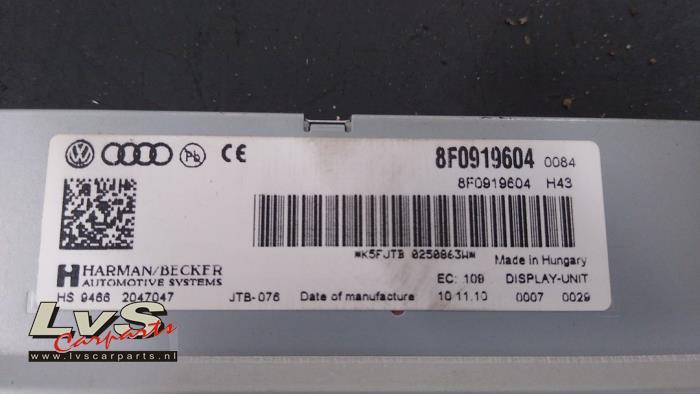 Pb CE
8F0919604 0084
8F0919604 H43
*K5FJTB 0250863W*
Made in Hungary
HARMAN/BECKER
AUTOMOTIVE SYSTEMS
EC: 109 DISPLAY-UNIT
HS 9466 2047047 JTB-076 Date of manufacture 10.11.10 0007 0029
LvS
Carparts
www.lvscarparts.nl